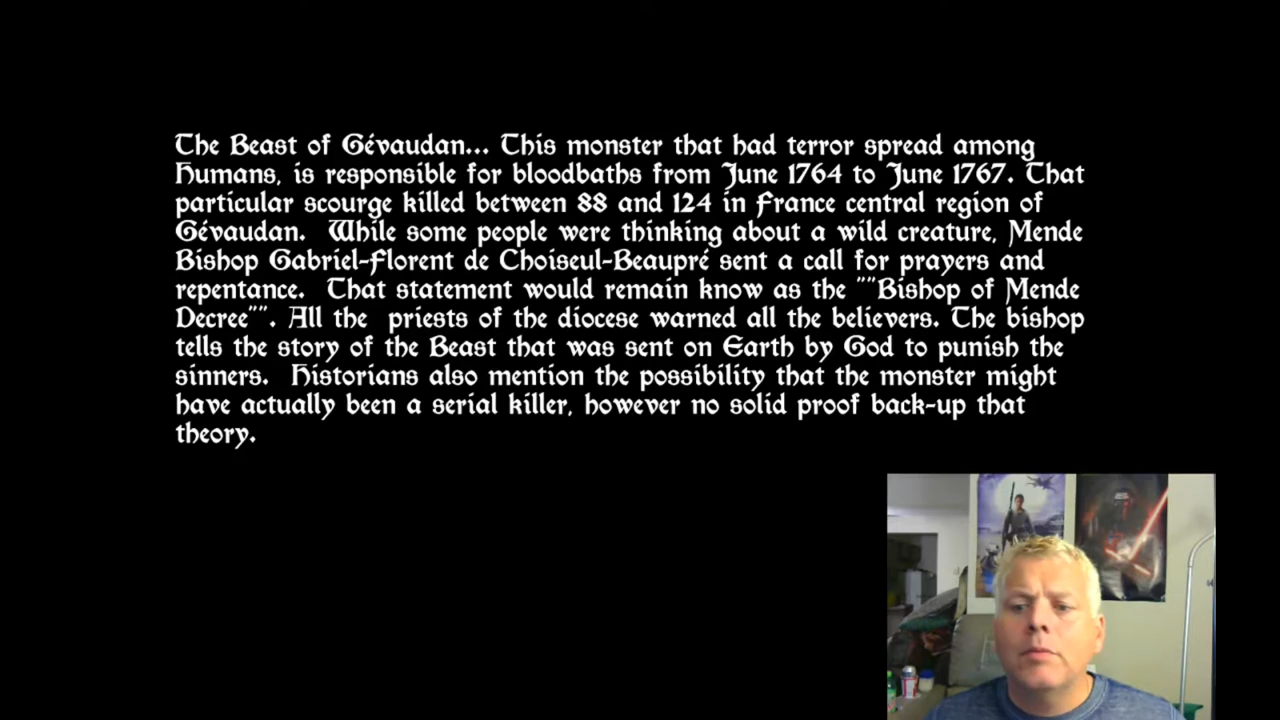 The Beast of Gévaudan... This monster that had terror spread among
Humans, is responsible for bloodbaths from June 1764 to June 1767. That
particular scourge killed between 88 and 124 in France central region of
Gévaudan.  While some people were thinking about a wild creature, Mende
Bishop Gabriel-Florent de Choiseul-Beaupré sent a call for prayers and
repentance.  That statement would remain know as the ""Bishop of Mende
Decree"". All the  priests of the diocese warned all the believers. The bishop
tells the story of the Beast that was sent on Earth by God to punish the
sinners.  Historians also mention the possibility that the monster might
have actually been a serial killer, however no solid proof back-up that
theory.